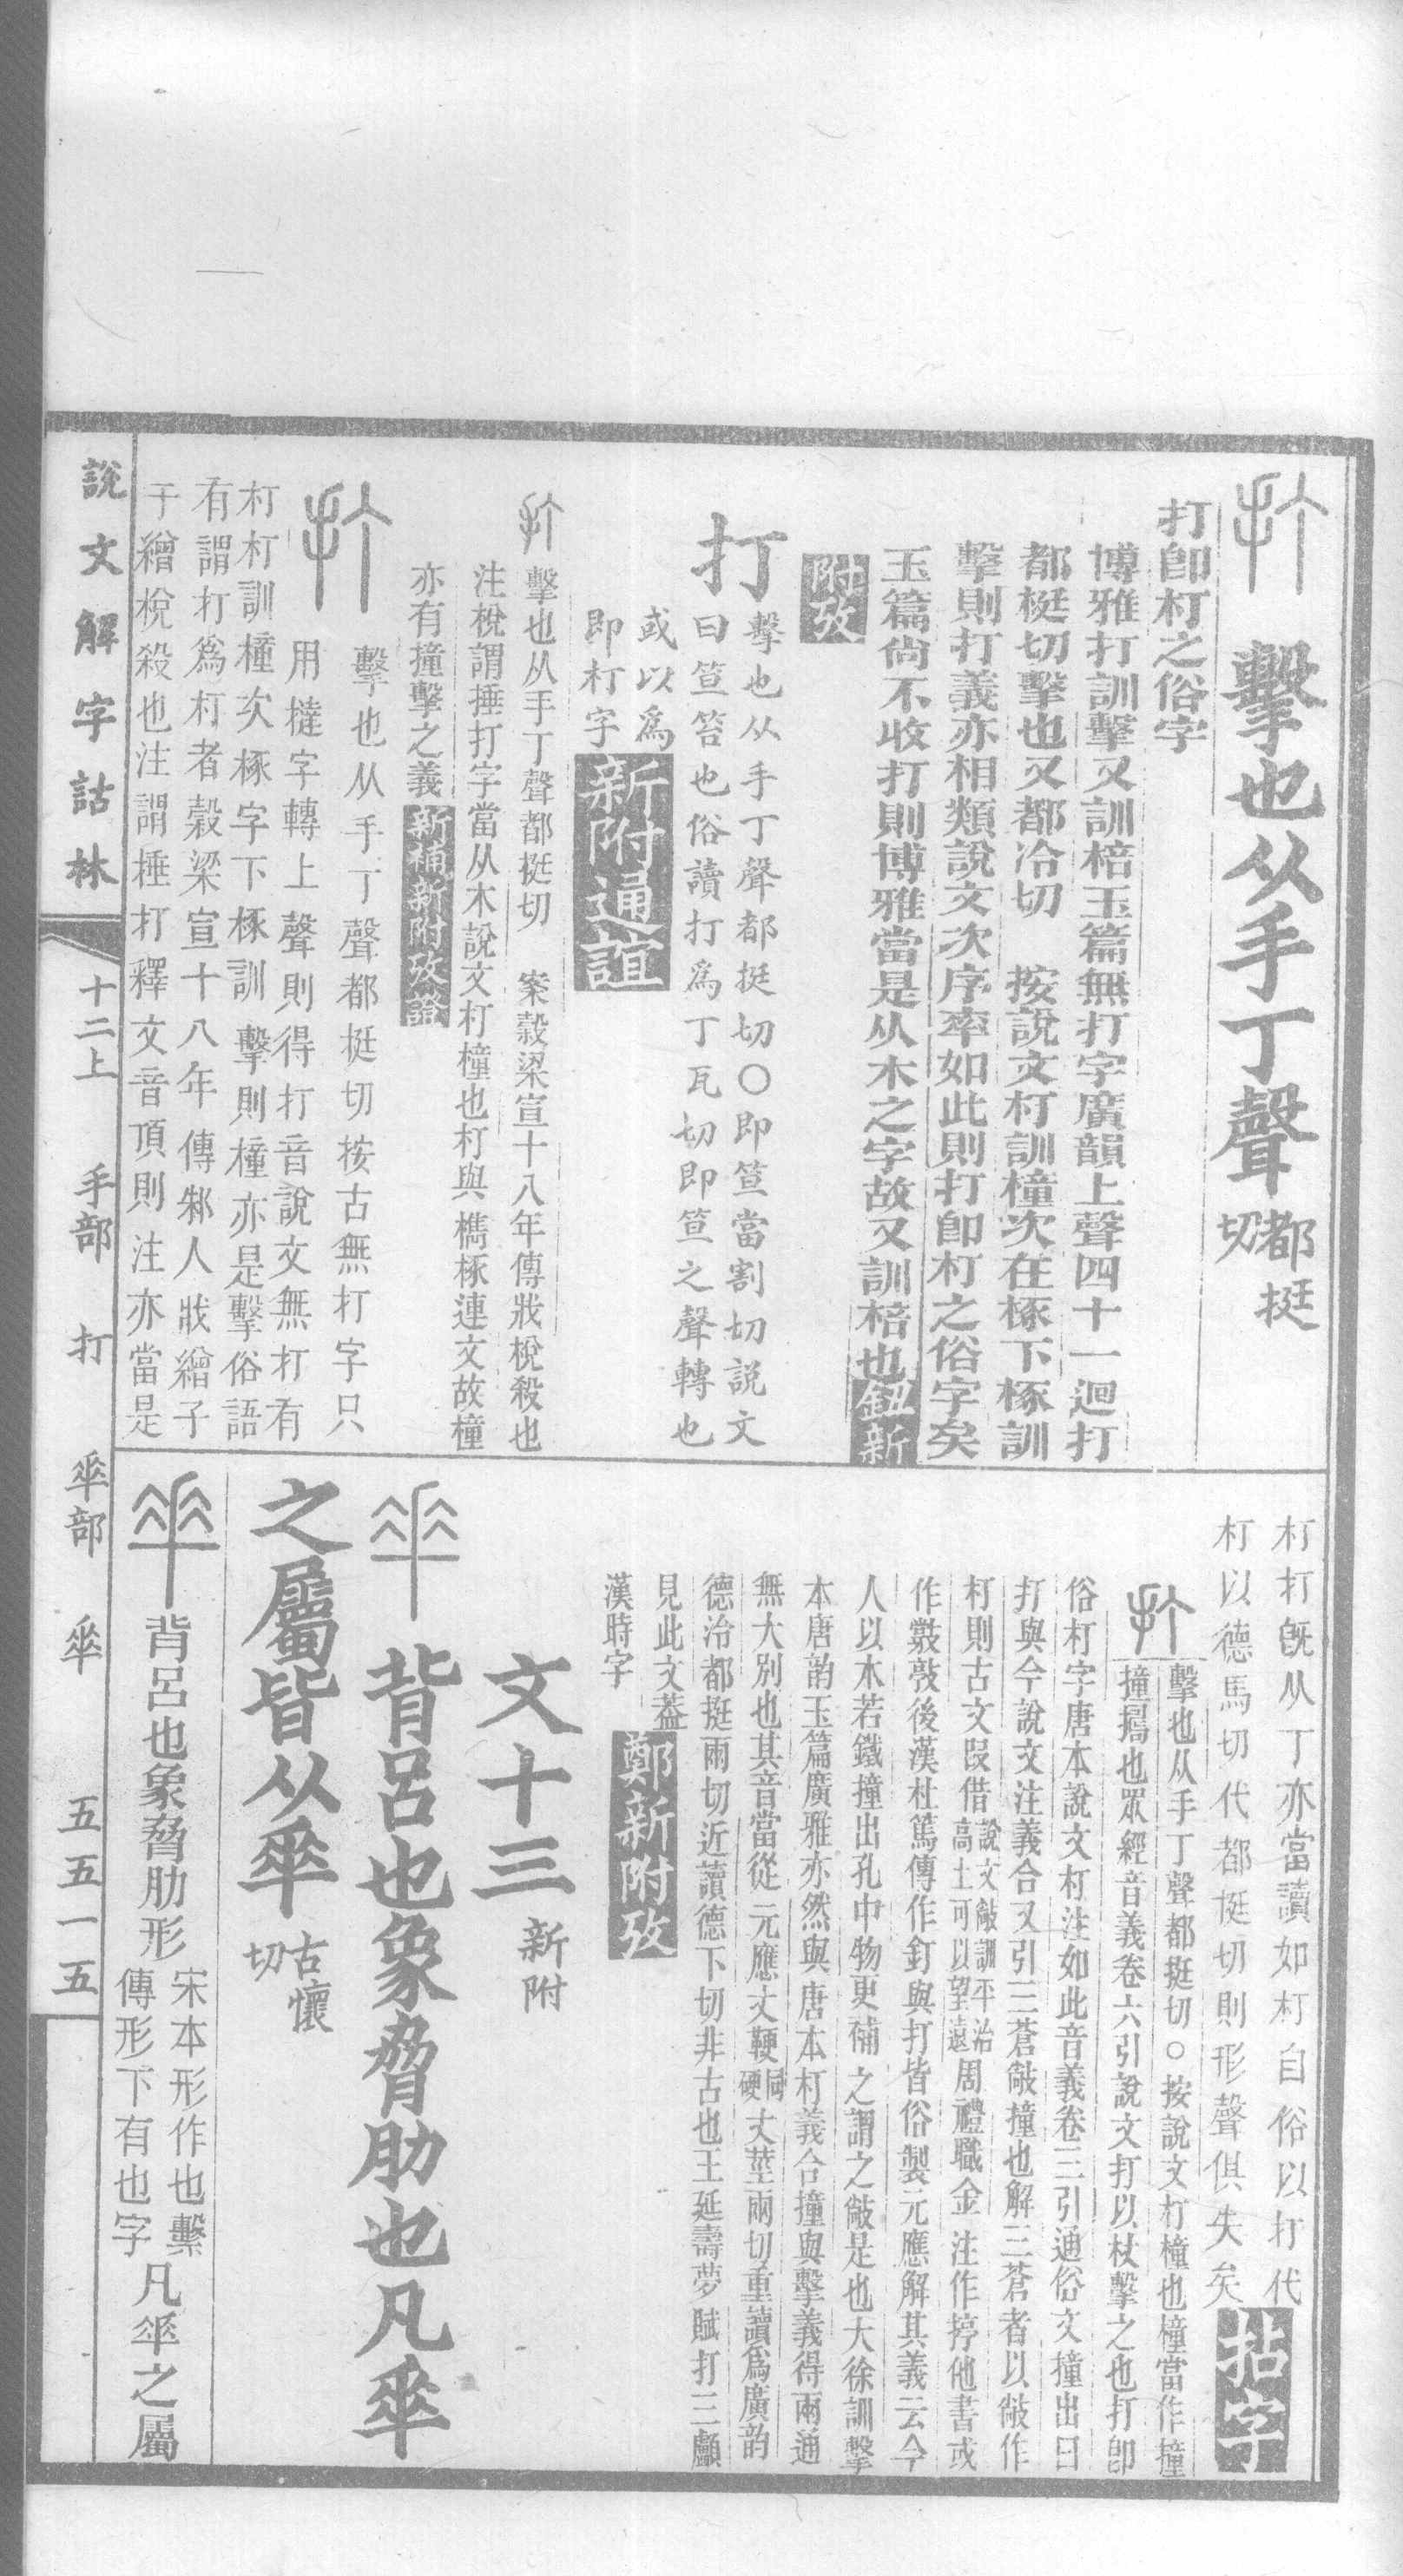 擊也从手丁聲都挺切
打卽朾之俗字
博雅打訓擊又訓棓玉篇無打字廣韻上聲四十一迥打
都梃切擊也又都冷切　按說文朾訓橦次在椓下椓訓
擊則打義亦相類說文次序率如此則打卽朾之俗字矣
玉篇尙不收打則博雅當是从木之字故又訓棓也鈕新
附攷
打擊也从手丁聲都挺切〇即笪當割切説文
曰笪笞也俗讀打爲丁瓦切即笪之聲轉也
或以爲
即朾字新附通誼
擊也从手丁聲都挺切　案穀梁宣十八年傳戕梲殺也
注梲謂捶打字當从木說文朾橦也朾與檇椓連文故橦
亦有撞擊之義新補新附攷證
擊也从手丁聲都挺切按古無打字只
用撻字轉上聲則得打音說文無打有
朾朾訓橦次椓字下椓訓擊則橦亦是擊俗語
有謂打爲朾者穀梁宣十八年傳邾人戕繒子
于繒梲殺也注謂捶打釋文音頂則注亦當是
朾打旣从丁亦當讀如朾自俗以打代
朾以德馬切代都挺切則形聲俱失矣拈字
擊也从手丁聲都挺切○按說文朾橦也橦當作撞
撞擣也眾經音義卷六引說文打以杖擊之也打卽
俗朾字唐本說文朾注如此音義卷三引通俗文撞出曰
打與今說文注義合又引三蒼敲撞也解三蒼者以敲作
朾則古文叚借說文敲訓平治高土可以望遠周禮職金注作揨他書或
作敤敦後漢杜篤傳作釘與打皆俗製元應解其義云今
人以木若鐵撞出孔中物更補之謂之敲是也大徐訓擊
本唐韵玉篇廣雅亦然與唐本朾義合撞與擊義得兩通
無大別也其音當從元應丈鞕同硬丈莖兩切重讀爲廣韵
德冶都挺兩切近讀德下切非古也王延壽夢賦打三顱
見此文葢
漢時字鄭新附攷
文十三新附
𠦬背呂也象脅肋也凡𠦬
之屬皆从𠦬古懷切
𠦬背呂也象脅肋形宋本形作也繫傳形下有也字凡𠦬之屬
說文解字詁林　十二上　手部　打　𠦬部　𠦬　五五一五